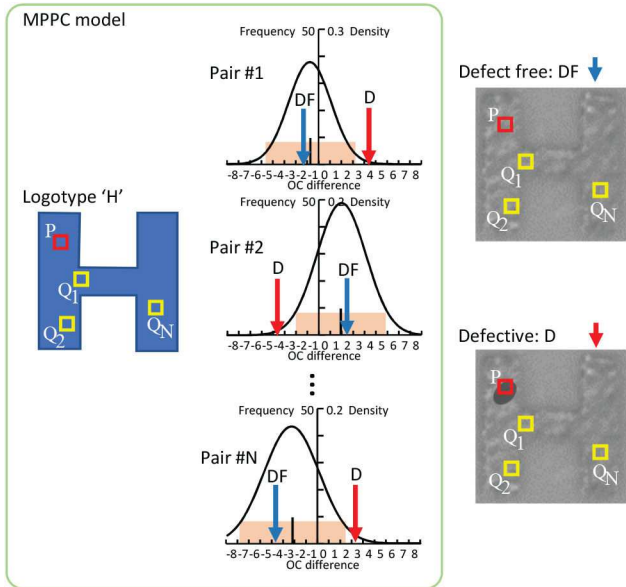 MPPC model
Frequency 50 0.3 Density
Pair #1
DF
D
-8-7-6-5-4-3-2-1 0 1 2 3 4 5 6 7 8
OC difference
Logotype ‘H’
P
Q1
Q2
QN
Frequency 50 0.2 Density
Pair #2
D
DF
-8-7-6-5-4-3-2-1 0 1 2 3 4 5 6 7 8
OC difference
Frequency 50 0.2 Density
Pair #N
DF
D
-8-7-6-5-4-3-2-1 0 1 2 3 4 5 6 7 8
OC difference
Defect free: DF
P
Q1
Q2
QN
Defective: D
P
Q1
Q2
QN